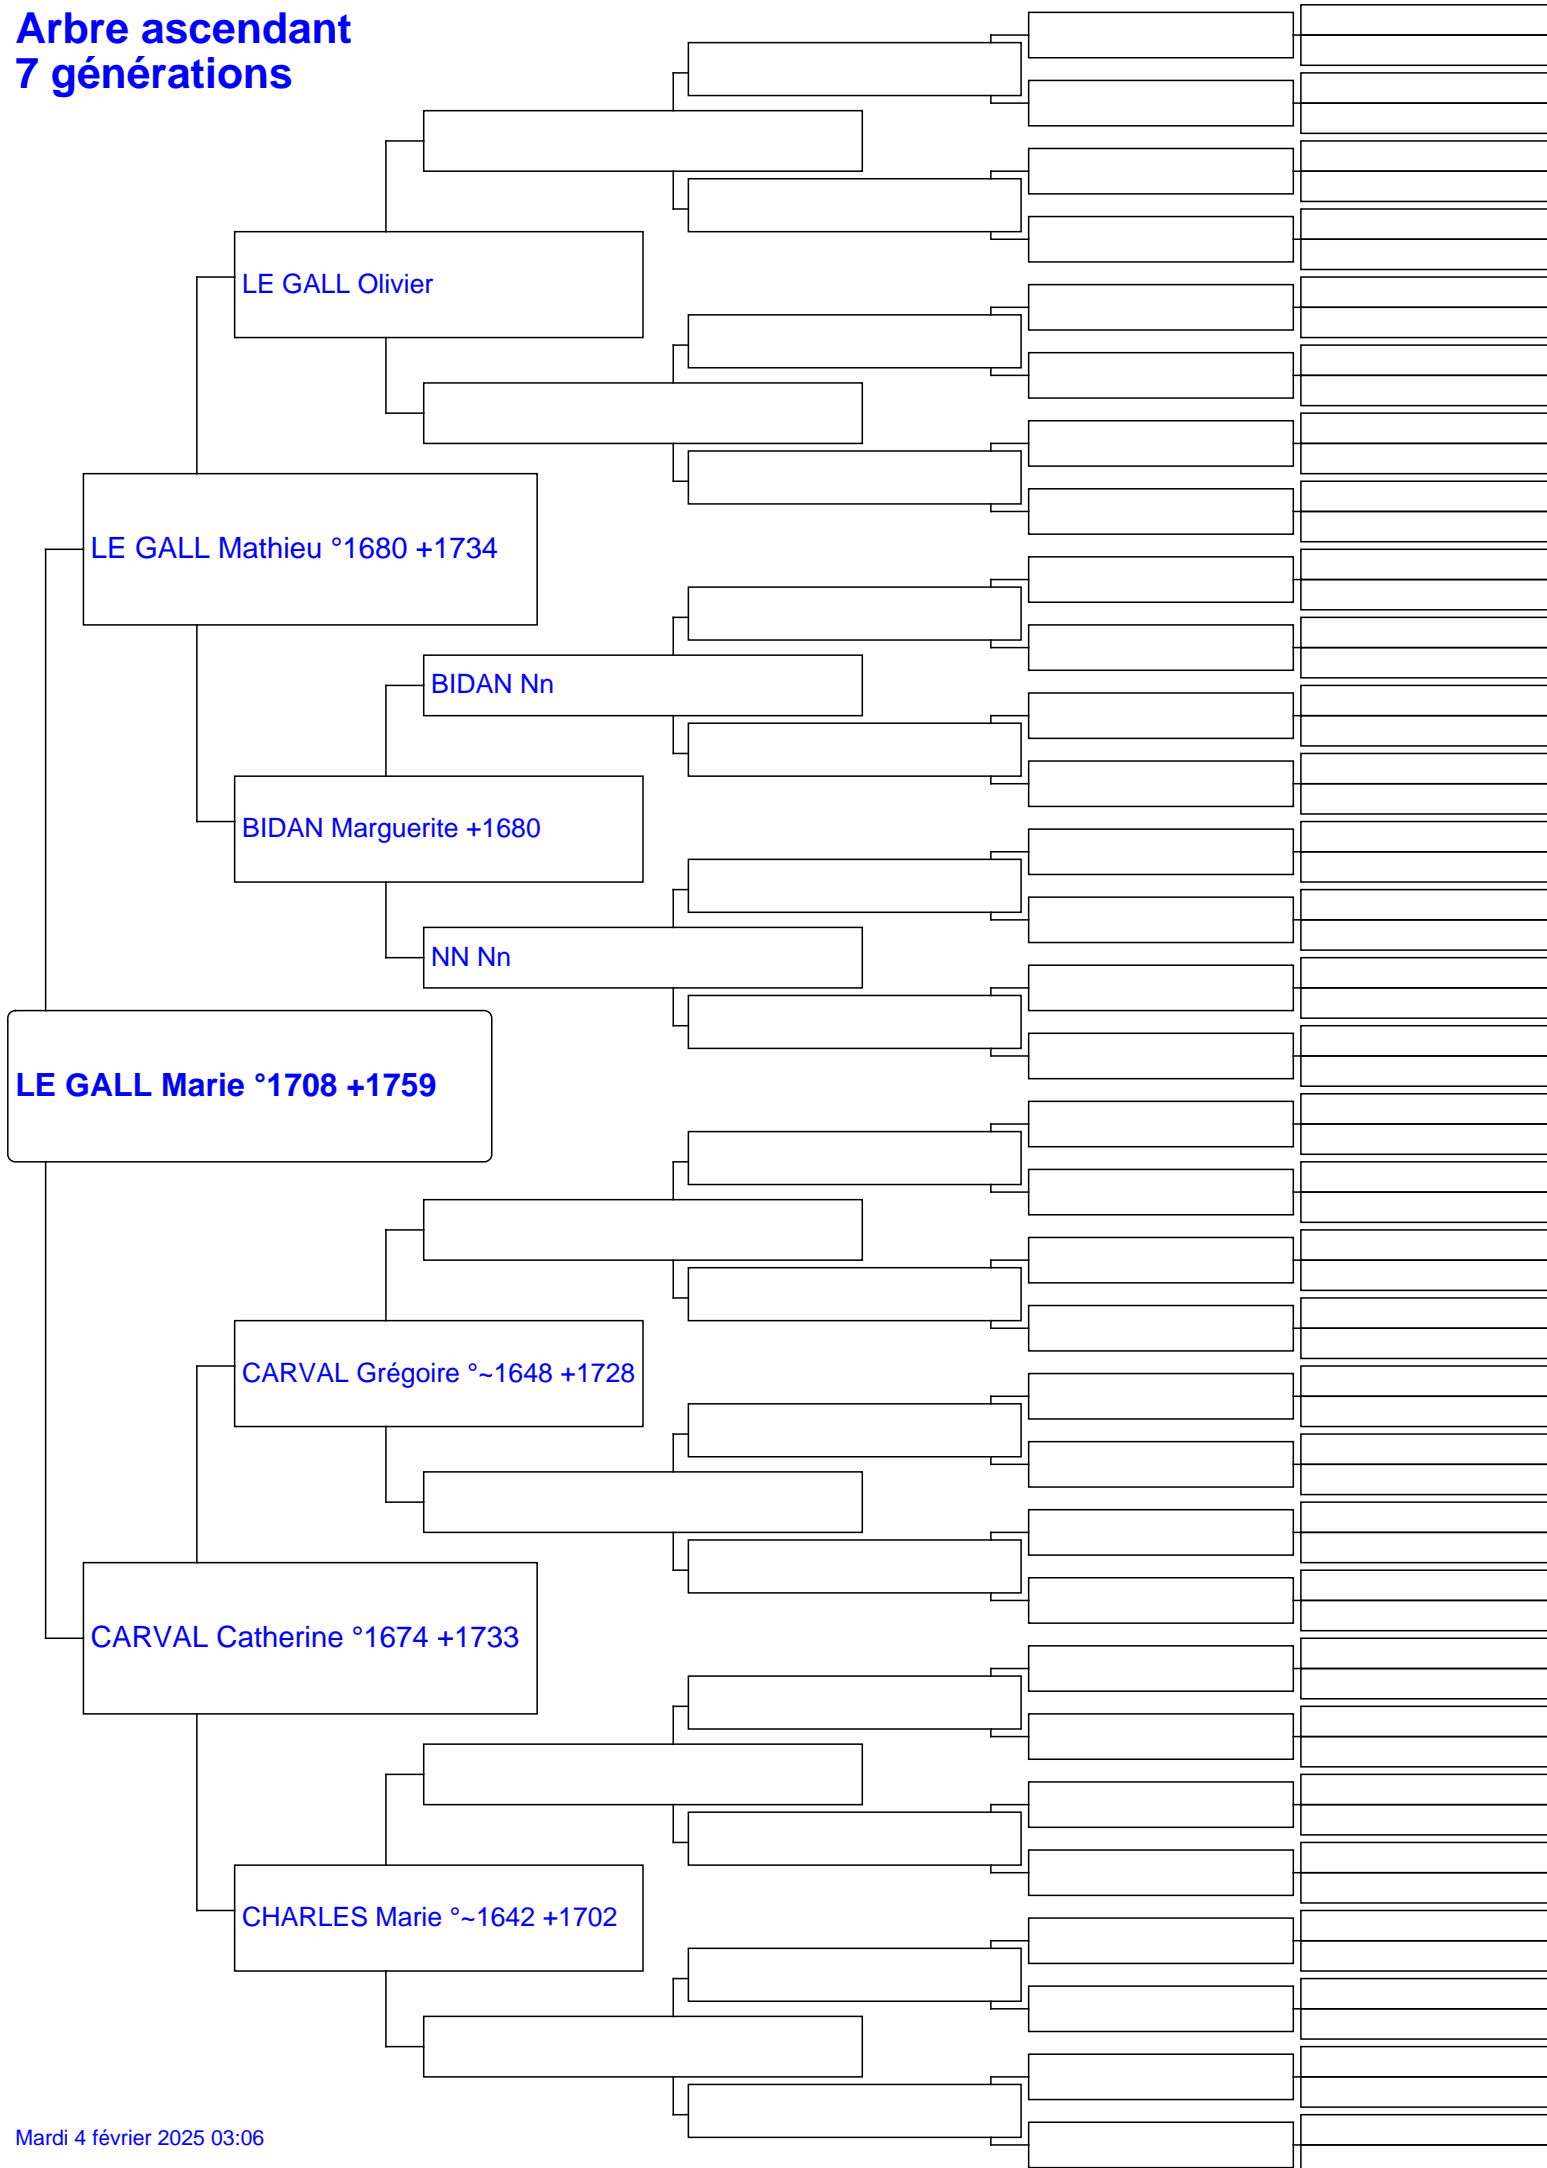 Arbre ascendant
7 générations
LE GALL Olivier
LE GALL Mathieu °1680 +1734
BIDAN Nn
BIDAN Marguerite +1680
NN Nn
LE GALL Marie °1708 +1759
CARVAL Grégoire °~1648 +1728
CARVAL Catherine °1674 +1733
CHARLES Marie °~1642 +1702
Mardi 4 février 2025 03:06